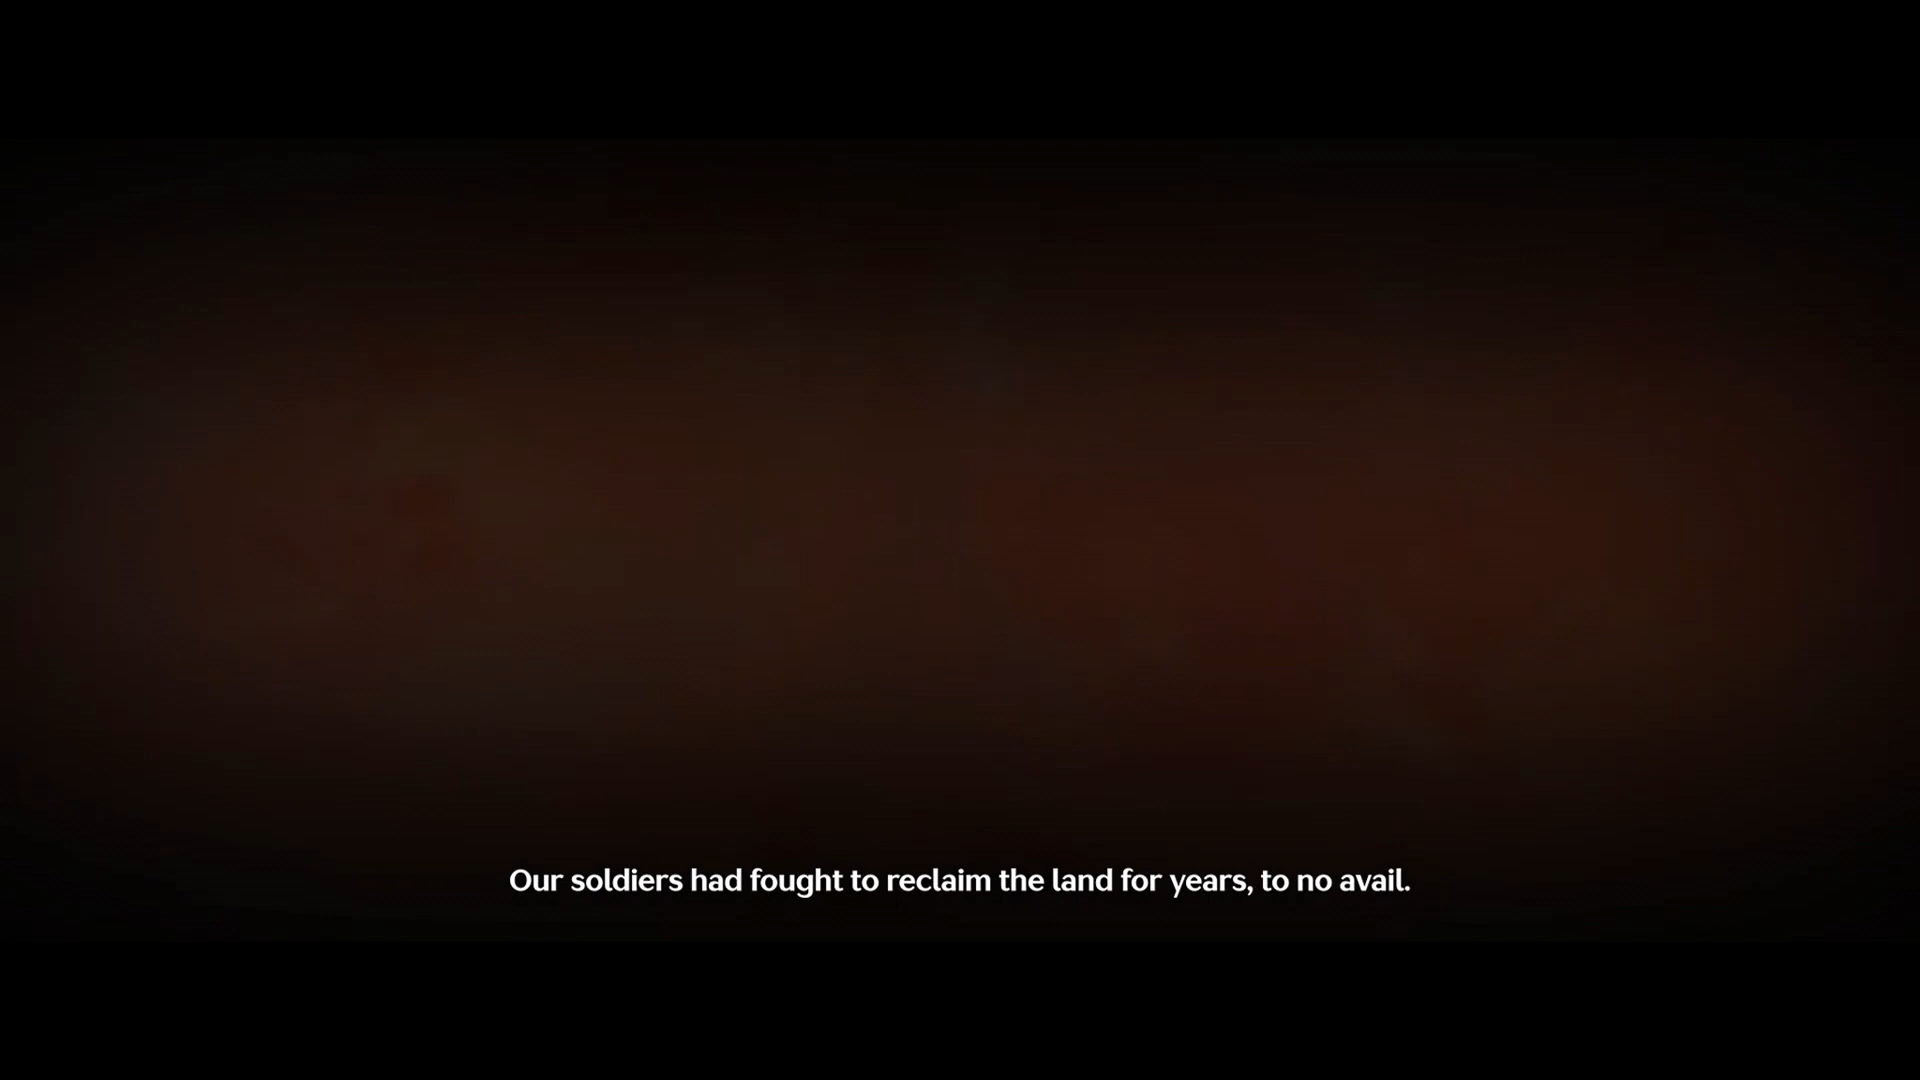 Our soldiers had fought to reclaim the land for years, to no avail.